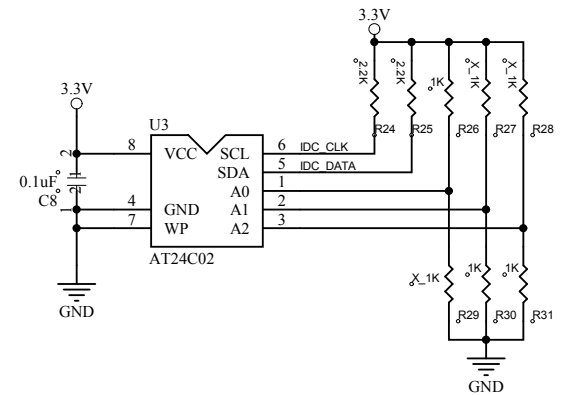 3.3V
2.2K
2.2K
1K
X_1K
X_1K
3.3V
R24
R25
R26
R27
R28
U3
2
8
VCC
SCL
6
IDC_CLK
SDA
5
IDC_DATA
0.1uF
1
2
C8
A0
1
1
4
GND
A1
2
7
WP
A2
3
AT24C02
X_1K
1K
1K
GND
R29
R30
R31
GND